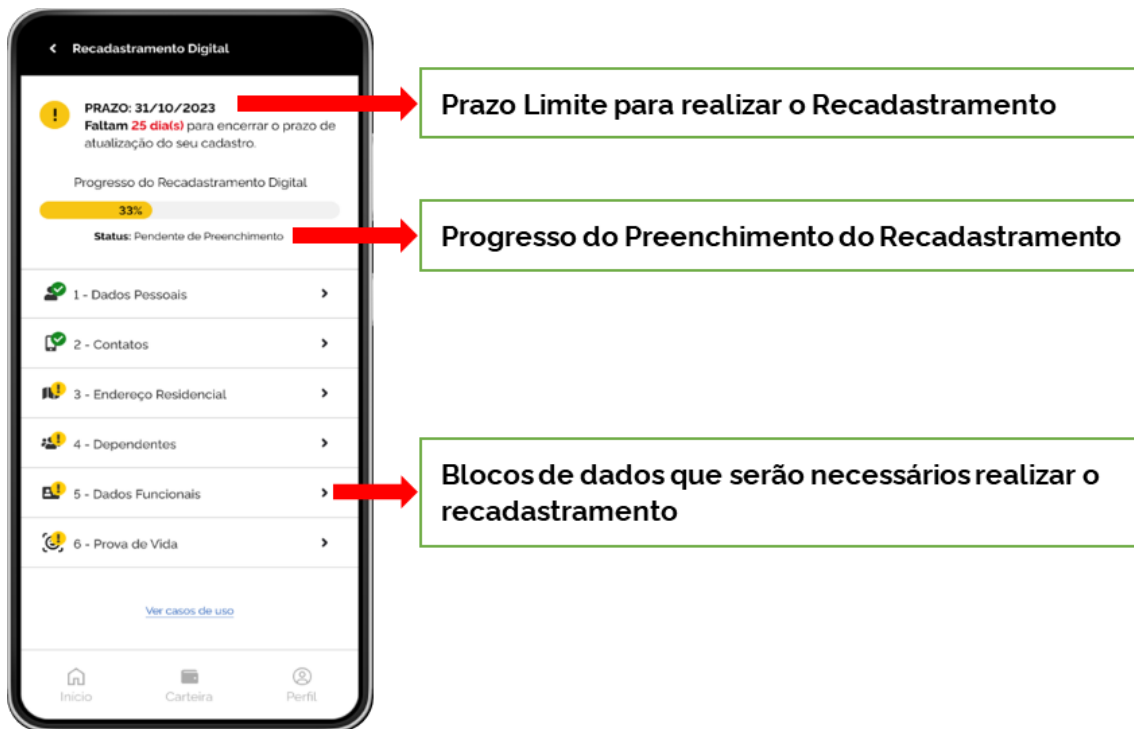 Recadastramento Digital
PRAZO: 31/10/2023
Faltam 25 dia(s) para encerrar o prazo de
atualização do seu cadastro.
Progresso do Recadastramento Digital
33%
Status: Pendente de Preenchimento
1 - Dados Pessoais
2 - Contatos
3 - Endereço Residencial
4 - Dependentes
5 - Dados Funcionais
6 - Prova de Vida
Ver casos de uso
Início
Carteira
Perfil
Prazo Limite para realizar o Recadastramento
Progresso do Preenchimento do Recadastramento
Blocos de dados que serão necessários realizar o
recadastramento